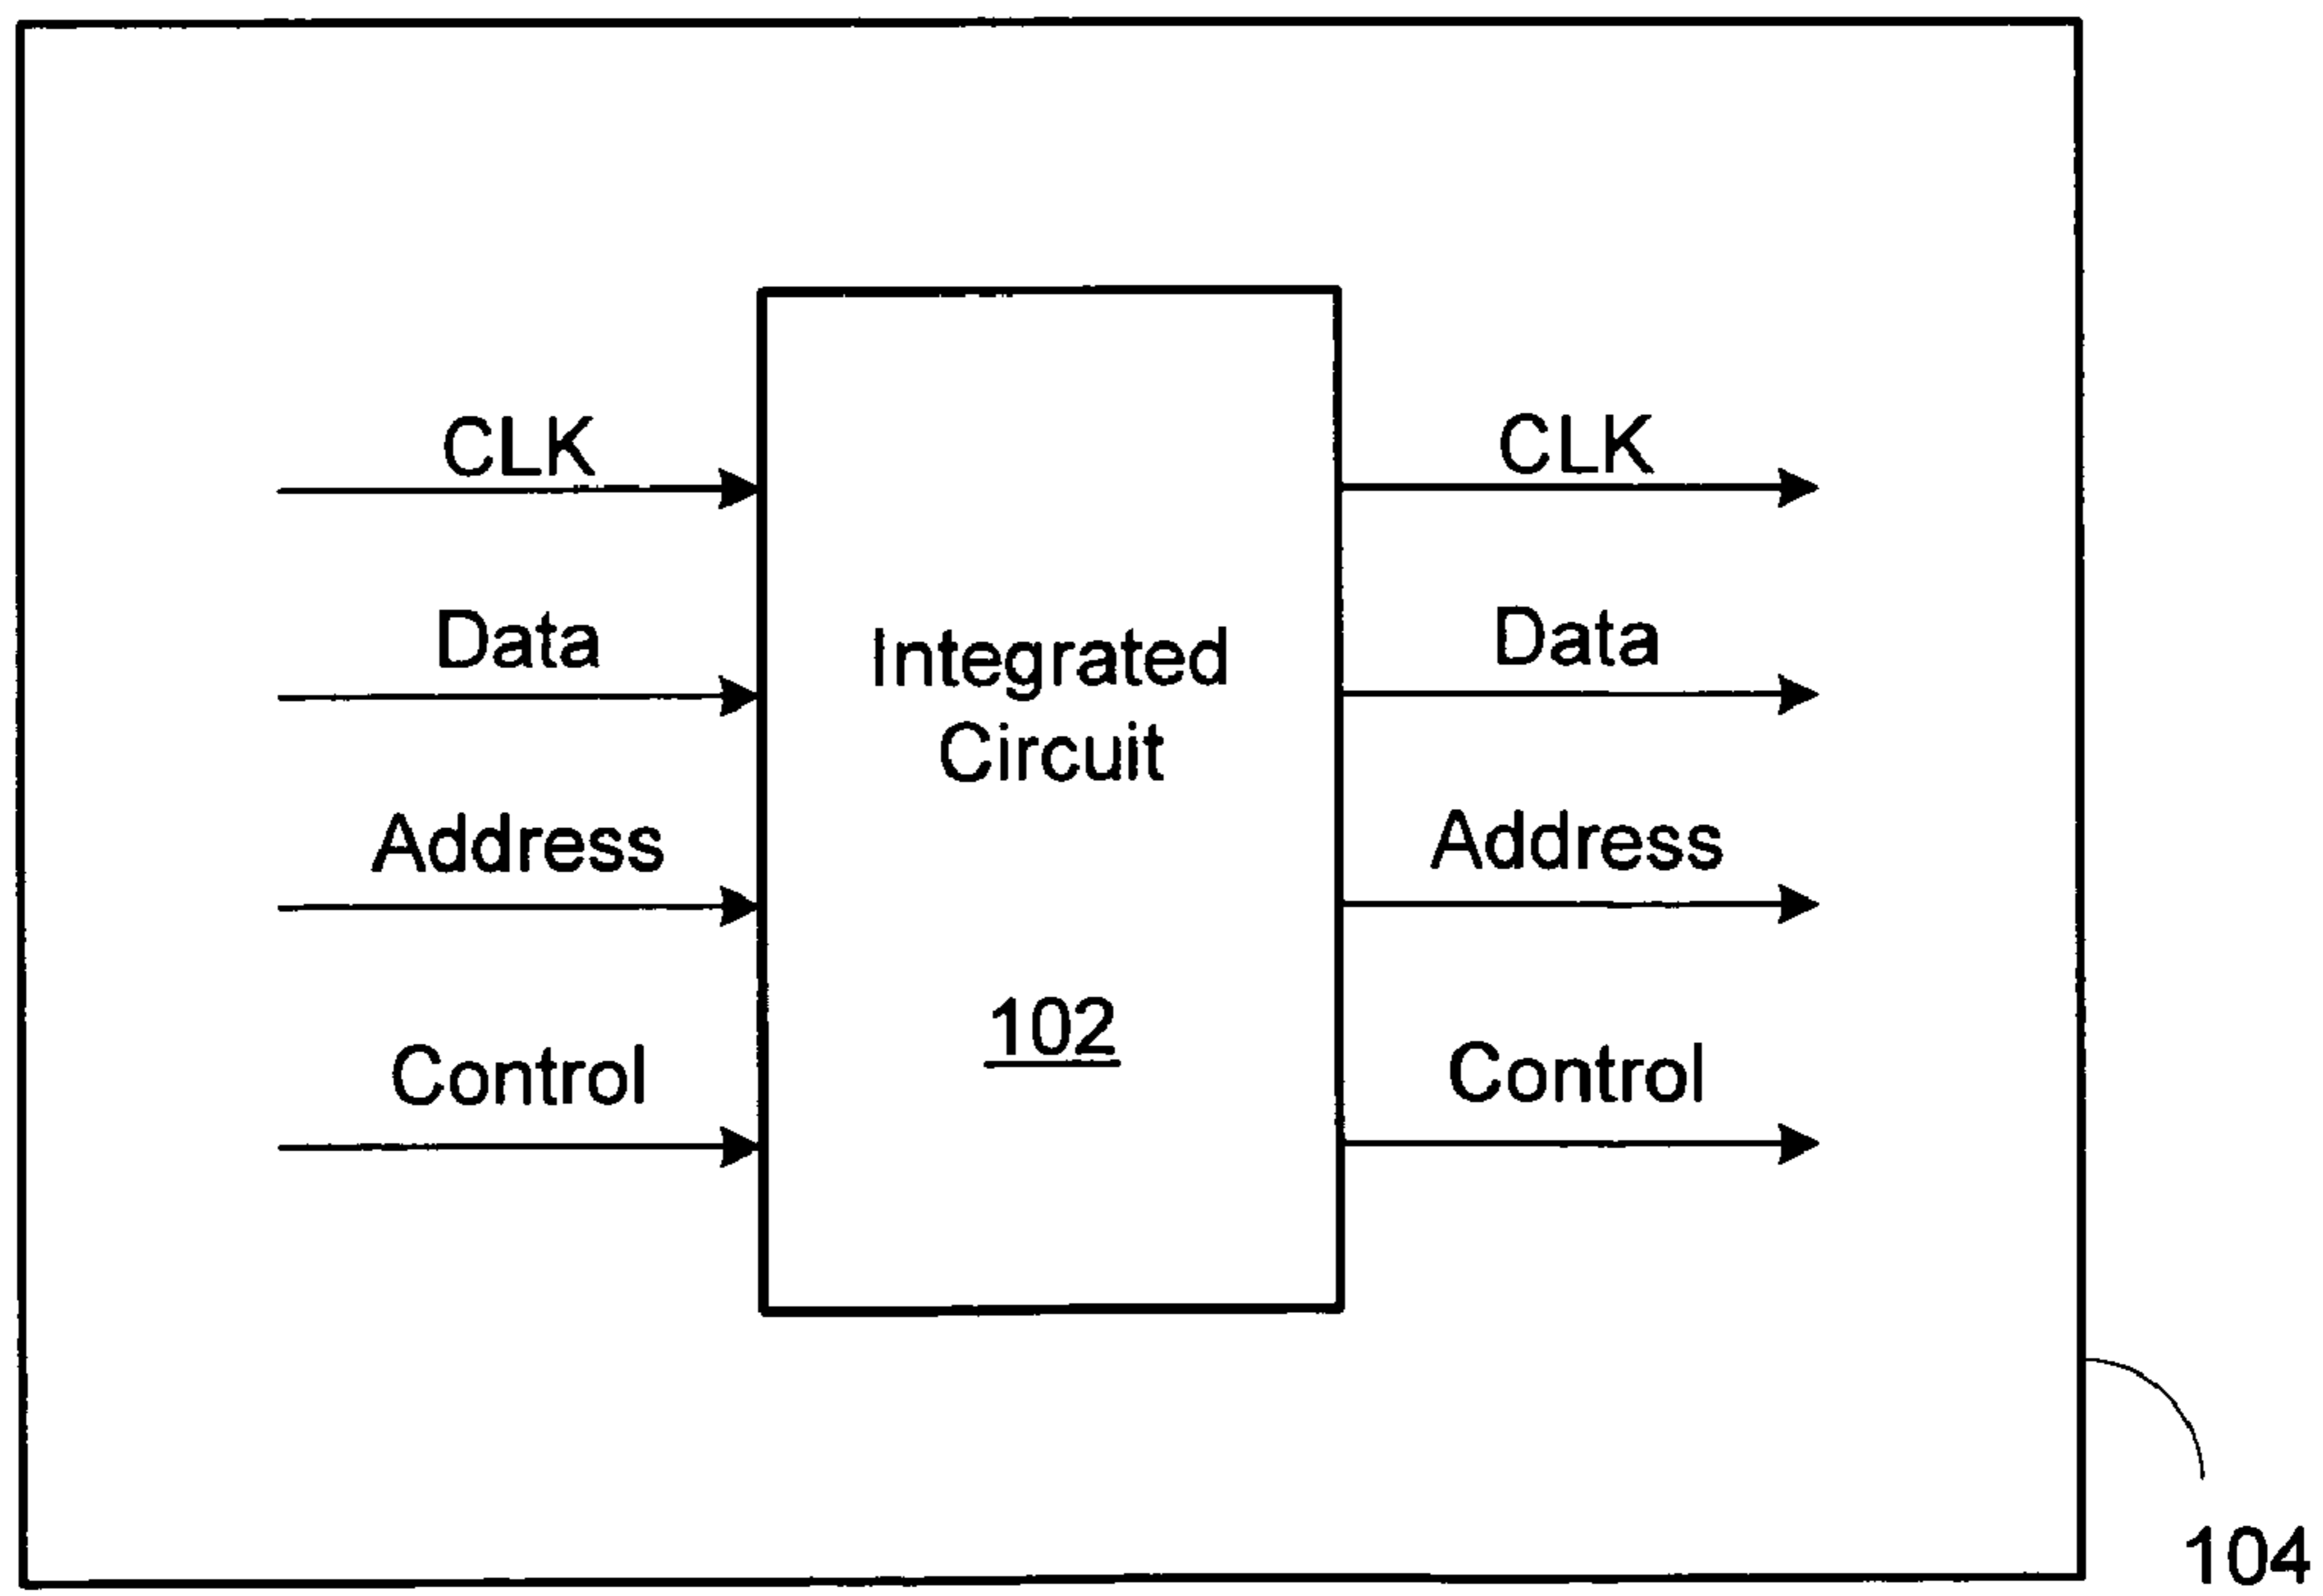 CLK
CLK
Data
Data
Integrated
Circuit
Address
Address
102
Control
Control
104